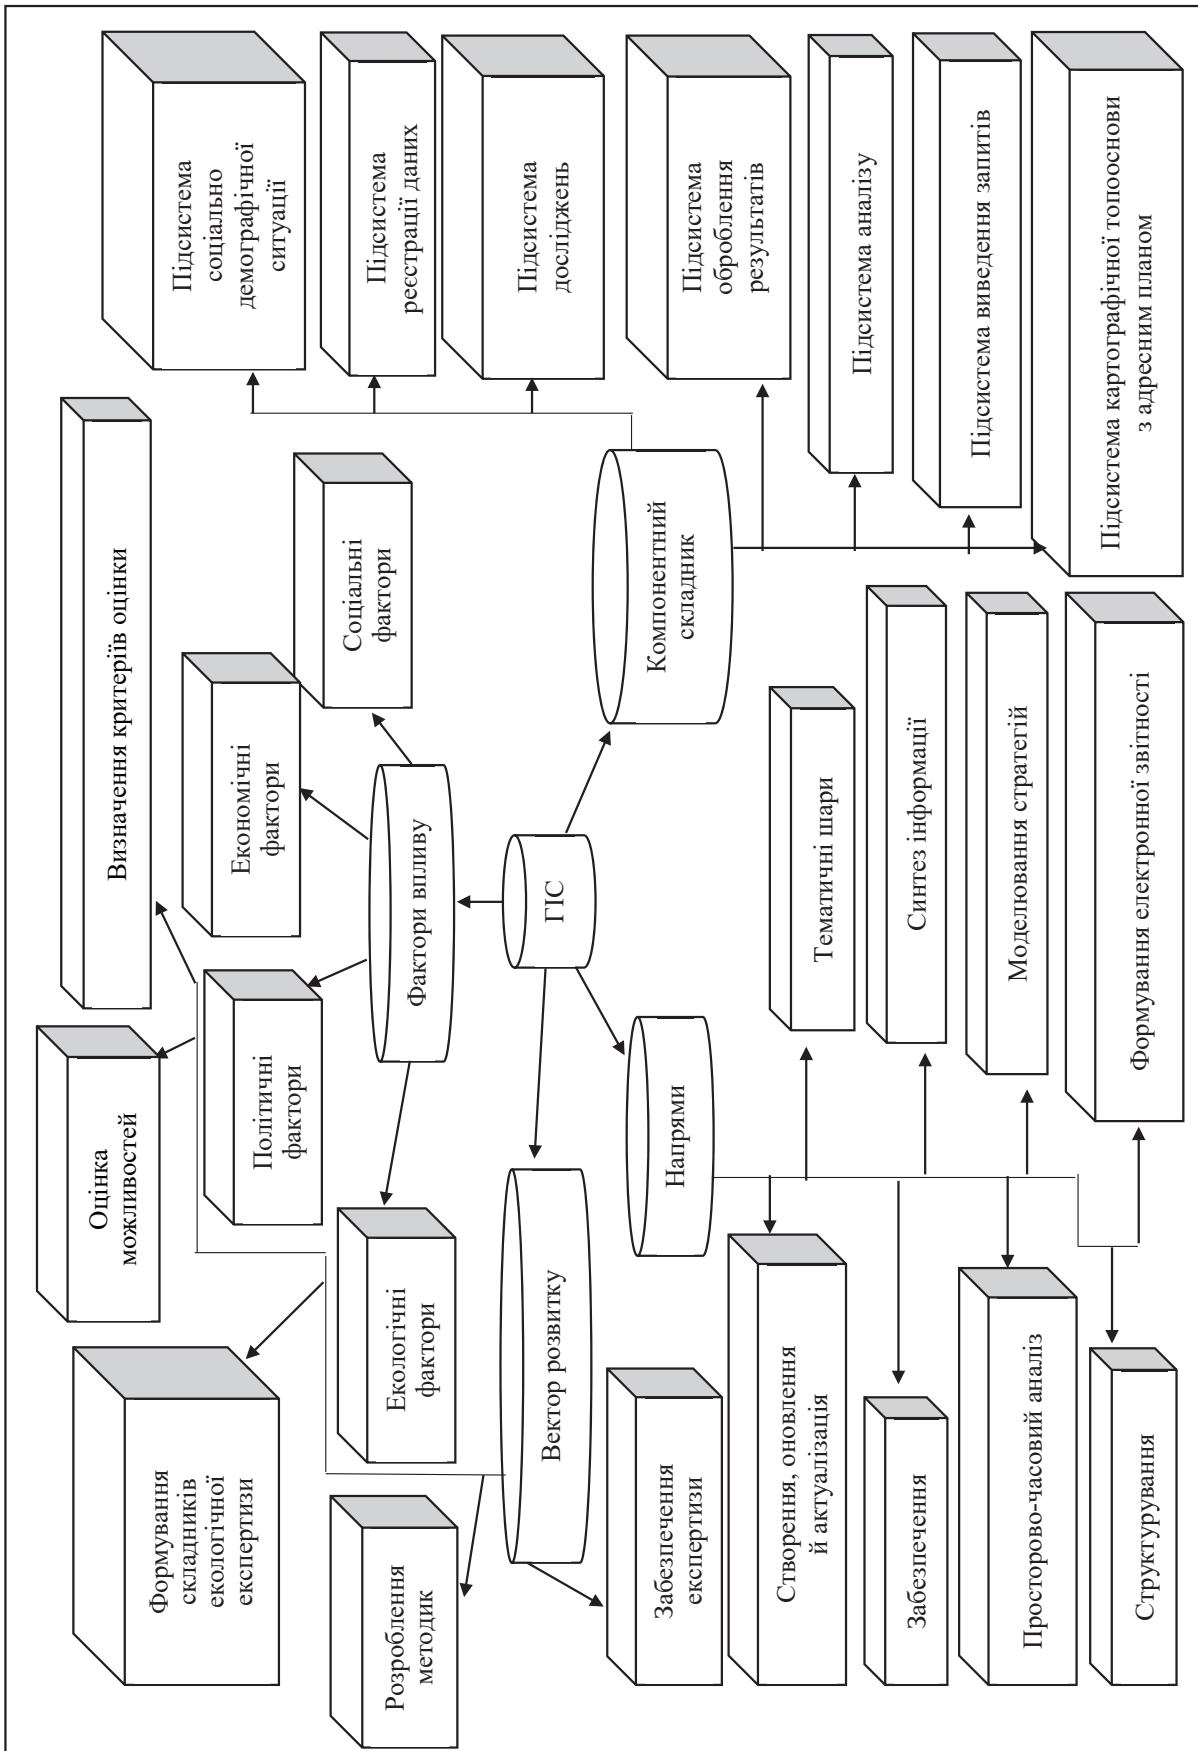 Формування
складників
екологічної
експертизи
Оцінка
можливостей
Визначення критеріїв оцінки
Підсистема
соціально
демографічної
ситуації
Політичні
фактори
Економічні
фактори
Соціальні
фактори
Підсистема
реєстрації даних
Розроблення
методик
Екологічні
фактори
Фактори впливу
Підсистема
досліджень
Вектор розвитку
ГІС
Забезпечення
експертизи
Напрями
Компонентний
складник
Підсистема
оброблення
результатів
Створення, оновлення
й актуалізація
Тематичні шари
Підсистема аналізу
Забезпечення
Синтез інформації
Підсистема виведення запитів
Просторово-часовий аналіз
Моделювання стратегій
Підсистема картографічної топооснови
з адресним планом
Структурування
Формування електронної звітності